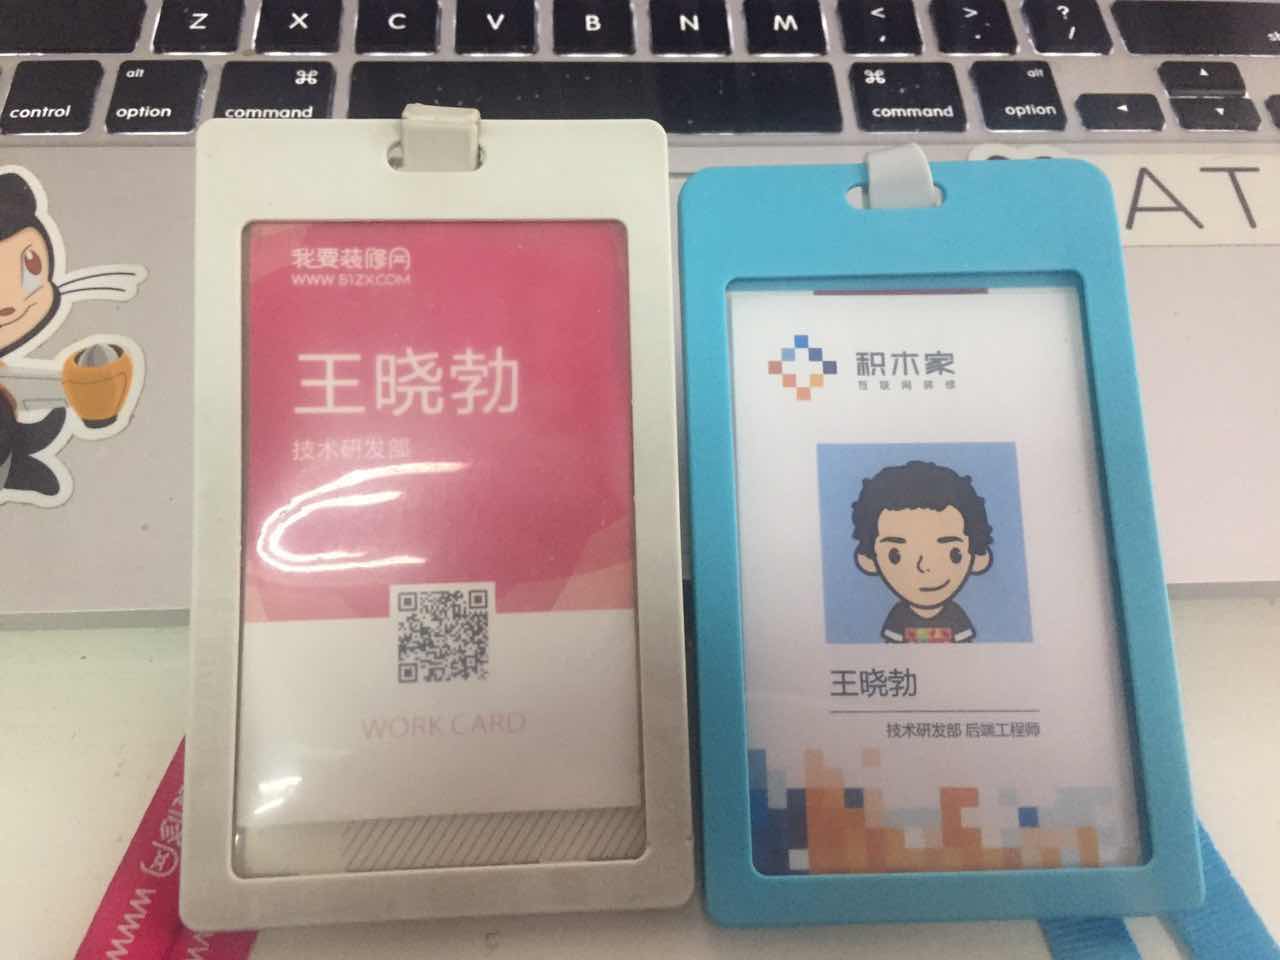 Z X C V B N M < , > . ? /
control
alt
option
⌘
command
⌘
command
alt
option
AT
我要装修网
WWW.51ZX.COM
王晓勃
技术研发部
WORK CARD
积木家
互联网装修
王晓勃
技术研发部 后端工程师
www